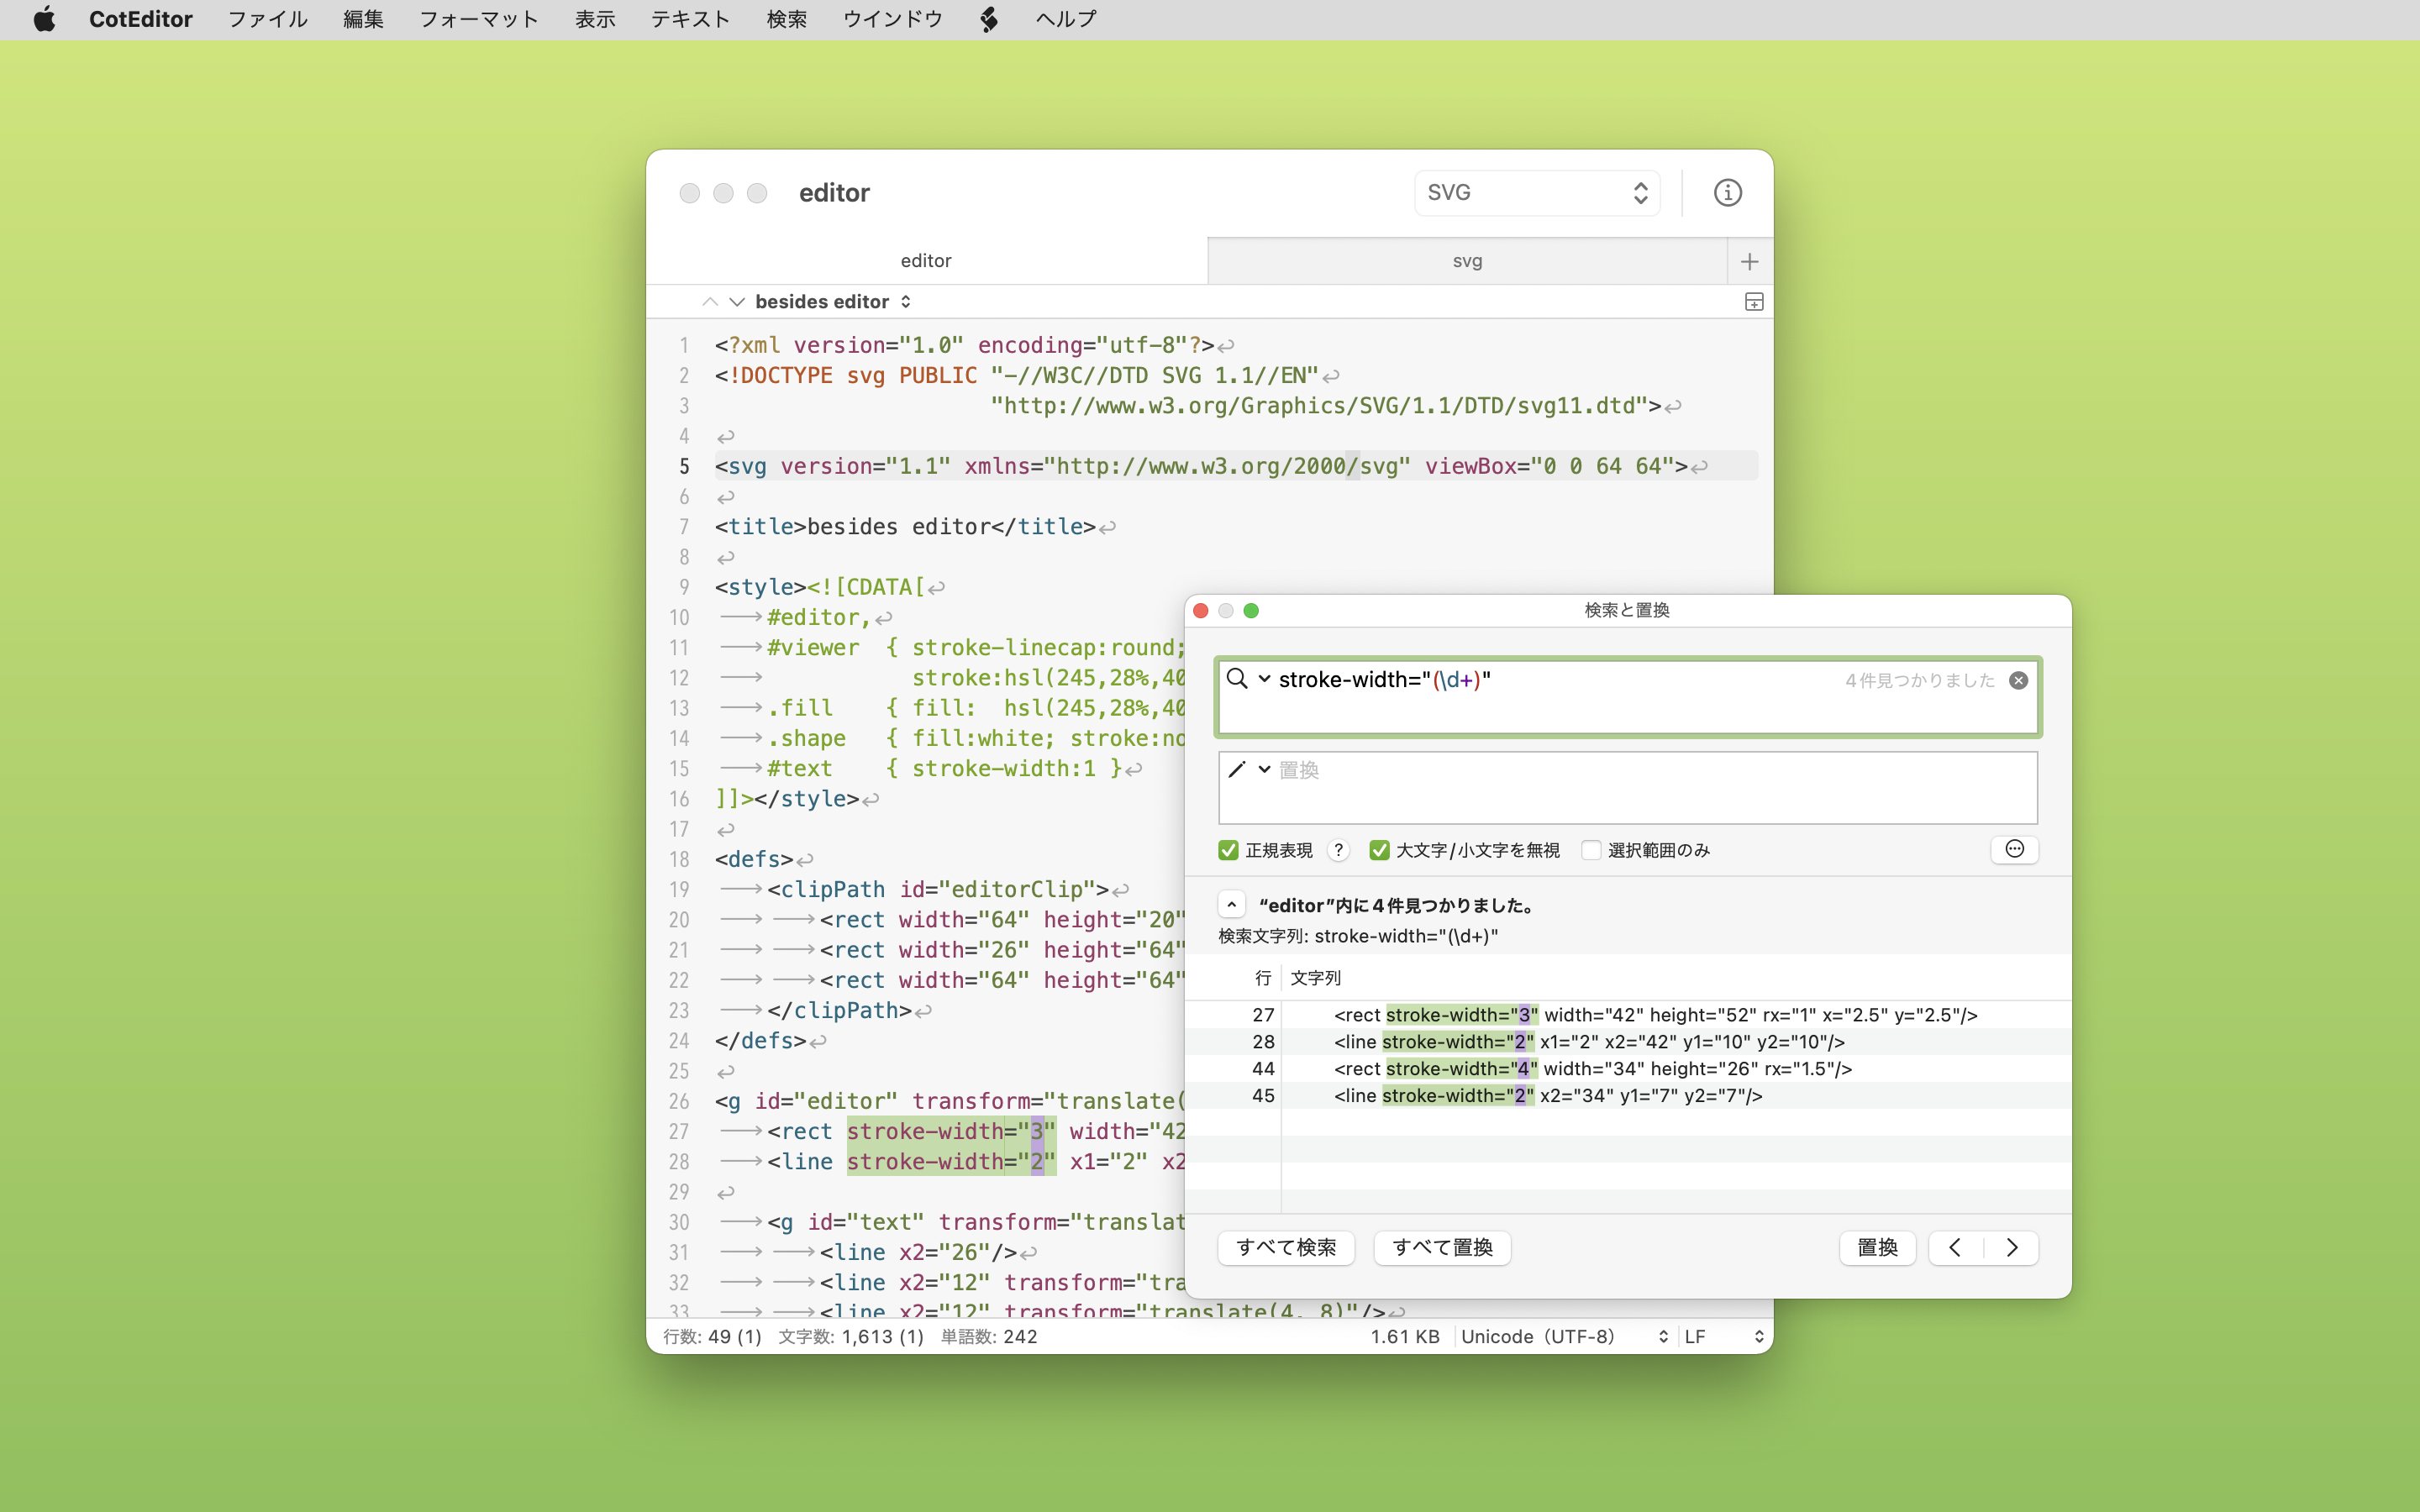 CotEditor ファイル 編集 フォーマット 表示 テキスト 検索 ウインドウ ヘルプ
editor
SVG
editor
svg
besides editor
1 <?xml version="1.0" encoding="utf-8"?>
2 <!DOCTYPE svg PUBLIC "-//W3C//DTD SVG 1.1//EN"
3 "http://www.w3.org/Graphics/SVG/1.1/DTD/svg11.dtd">
4
5 <svg version="1.1" xmlns="http://www.w3.org/2000/svg" viewBox="0 0 64 64">
6
7 <title>besides editor</title>
8
9 <style><![CDATA[
10 #editor,
11 #viewer { stroke-linecap:round;
12 stroke:hsl(245,28%,40
13 .fill { fill: hsl(245,28%,40
14 .shape { fill:white; stroke:no
15 #text { stroke-width:1 }
16 ]]></style>
17
18 <defs>
19 <clipPath id="editorClip">
20 <rect width="64" height="20"
21 <rect width="26" height="64"
22 <rect width="64" height="64"
23 </clipPath>
24 </defs>
25
26 <g id="editor" transform="translate(
27 <rect stroke-width="3" width="42
28 <line stroke-width="2" x1="2" x2
29
30 <g id="text" transform="translat
31 <line x2="26"/>
32 <line x2="12" transform="tra
33 <line x2="12" transform="translate(4, 8)"/>
行数: 49 (1) 文字数: 1,613 (1) 単語数: 242
1.61 KB Unicode（UTF-8） LF
検索と置換
stroke-width="(\d+)"
4件見つかりました
置換
正規表現 ? 大文字/小文字を無視 選択範囲のみ
“editor”内に4件見つかりました。
検索文字列: stroke-width="(\d+)"
行 文字列
27 <rect stroke-width="3" width="42" height="52" rx="1" x="2.5" y="2.5"/>
28 <line stroke-width="2" x1="2" x2="42" y1="10" y2="10"/>
44 <rect stroke-width="4" width="34" height="26" rx="1.5"/>
45 <line stroke-width="2" x2="34" y1="7" y2="7"/>
すべて検索 すべて置換 置換